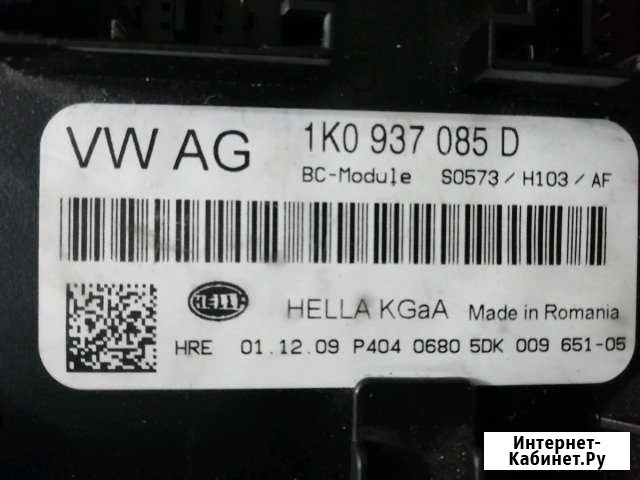 VW AG
1K0 937 085 D
BC-Module S0573 / H103 / AF
HELLA
HELLA KGaA Made in Romania
HRE 01.12.09 P404 0680 5DK 009 651-05
Интернет-
Кабинет.Ру